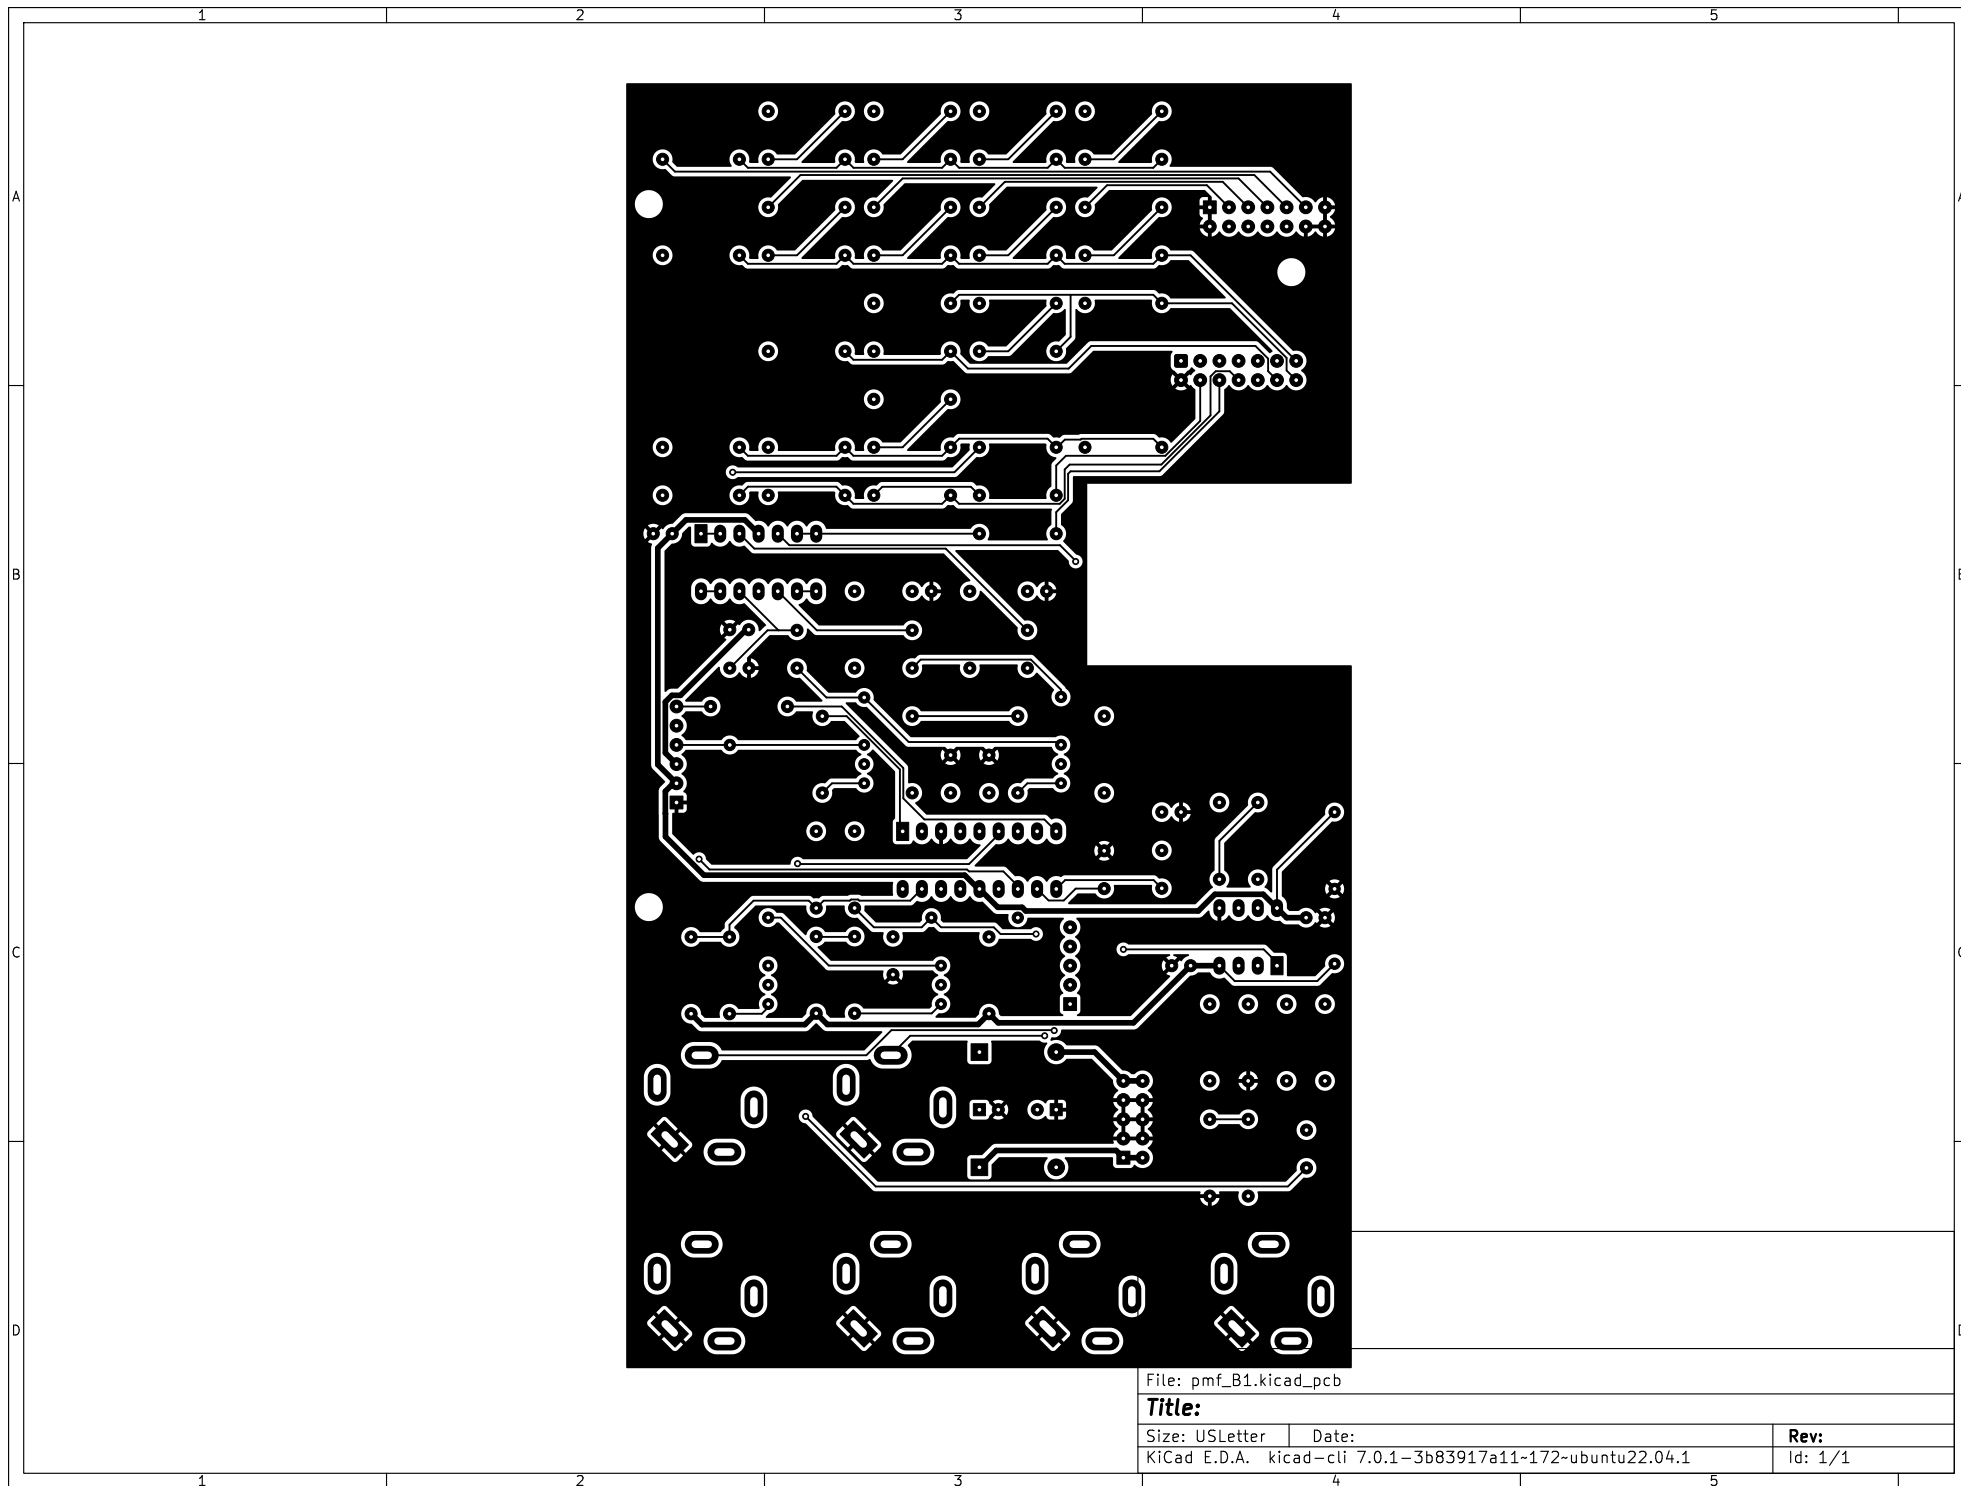 1 2 3 4 5
A A
B B
C C
D D
File: pmf_B1.kicad_pcb
Title:
Size: USLetter Date: Rev:
KiCad E.D.A. kicad-cli 7.0.1-3b83917a11~172~ubuntu22.04.1 Id: 1/1
1 2 3 4 5